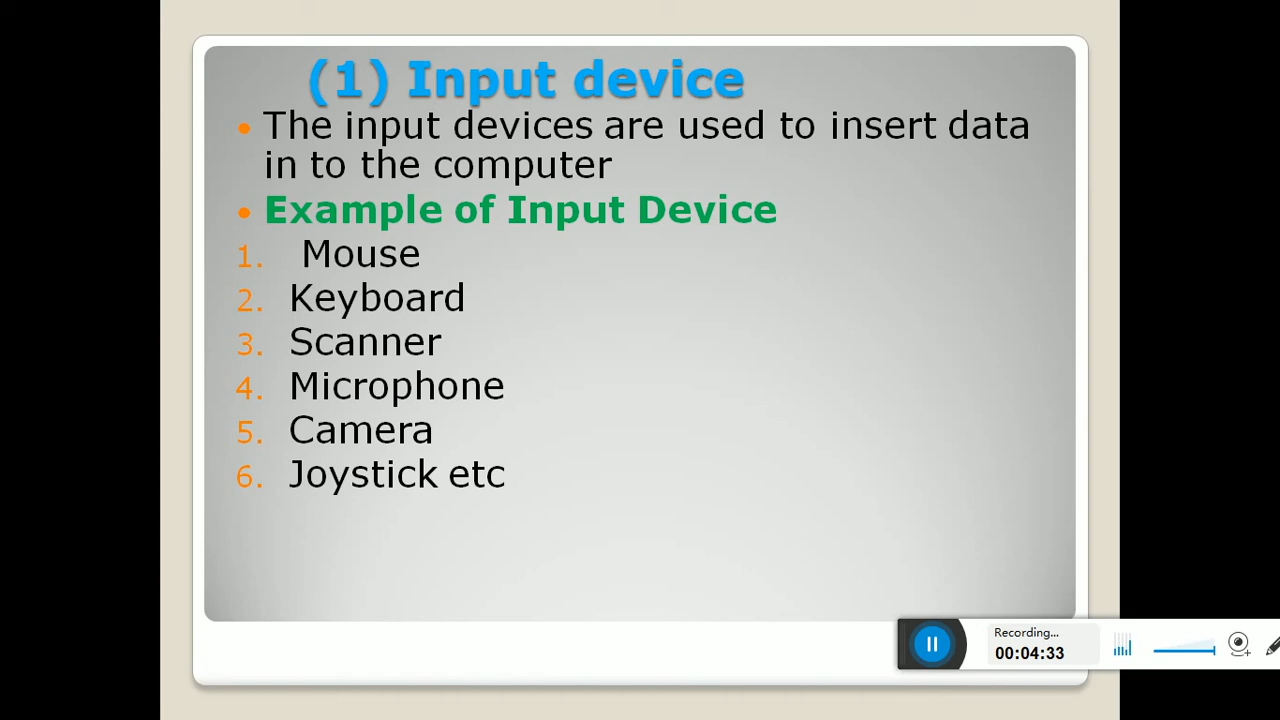 (1) Input device
• The input devices are used to insert data
in to the computer
• Example of Input Device
1. Mouse
2. Keyboard
3. Scanner
4. Microphone
5. Camera
6. Joystick etc
Recording...
00:04:33